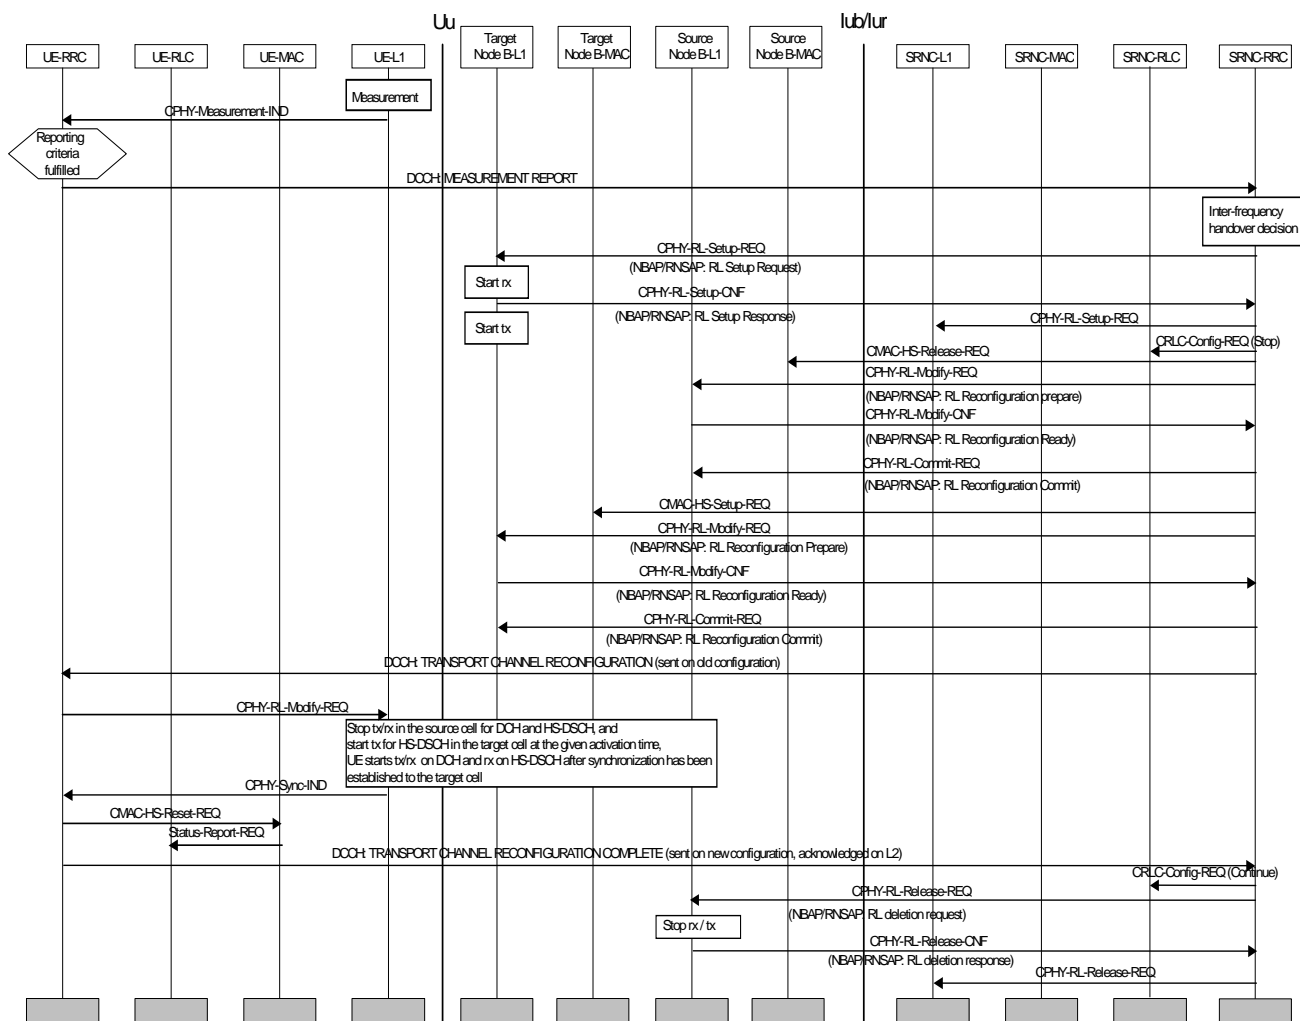 Uu
Iub/Iur
UE-RRC
UE-RLC
UE-MAC
UE-L1
Target
Node B-L1
Target
Node B-MAC
Source
Node B-L1
Source
Node B-MAC
SRNC-L1
SRNC-MAC
SRNC-RLC
SRNC-RRC
Measurement
CPHY-Measurement-IND
Reporting
criteria
fulfilled
DCCH: MEASUREMENT REPORT
Inter-frequency
handover decision
CPHY-RL-Setup-REQ
(NBAP/RNSAP: RL Setup Request)
Start rx
CPHY-RL-Setup-CNF
(NBAP/RNSAP: RL Setup Response)
Start tx
CPHY-RL-Setup-REQ
CRLC-Config-REQ (Stop)
CMAC-HS-Release-REQ
CPHY-RL-Modify-REQ
(NBAP/RNSAP: RL Reconfiguration prepare)
CPHY-RL-Modify-CNF
(NBAP/RNSAP: RL Reconfiguration Ready)
CPHY-RL-Commit-REQ
(NBAP/RNSAP: RL Reconfiguration Commit)
CMAC-HS-Setup-REQ
CPHY-RL-Modify-REQ
(NBAP/RNSAP: RL Reconfiguration Prepare)
CPHY-RL-Modify-CNF
(NBAP/RNSAP: RL Reconfiguration Ready)
CPHY-RL-Commit-REQ
(NBAP/RNSAP: RL Reconfiguration Commit)
DCCH: TRANSPORT CHANNEL RECONFIGURATION (sent on old configuration)
CPHY-RL-Modify-REQ
Stop tx/rx in the source cell for DCH and HS-DSCH, and
start tx for HS-DSCH in the target cell at the given activation time,
UE starts tx/rx on DCH and rx on HS-DSCH after synchronization has been
established to the target cell
CPHY-Sync-IND
CMAC-HS-Reset-REQ
Status-Report-REQ
DCCH: TRANSPORT CHANNEL RECONFIGURATION COMPLETE (sent on new configuration, acknowledged on L2)
CRLC-Config-REQ (Continue)
CPHY-RL-Release-REQ
(NBAP/RNSAP: RL deletion request)
Stop rx / tx
CPHY-RL-Release-CNF
(NBAP/RNSAP: RL deletion response)
CPHY-RL-Release-REQ